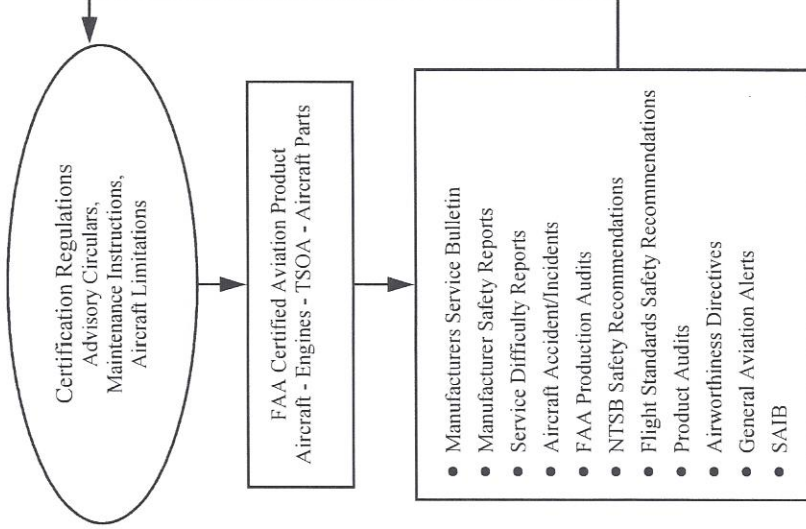 Certification Regulations
Advisory Circulars,
Maintenance Instructions,
Aircraft Limitations
FAA Certified Aviation Product
Aircraft - Engines - TSOA - Aircraft Parts
• Manufacturers Service Bulletin
• Manufacturer Safety Reports
• Service Difficulty Reports
• Aircraft Accident/Incidents
• FAA Production Audits
• NTSB Safety Recommendations
• Flight Standards Safety Recommendations
• Product Audits
• Airworthiness Directives
• General Aviation Alerts
• SAIB